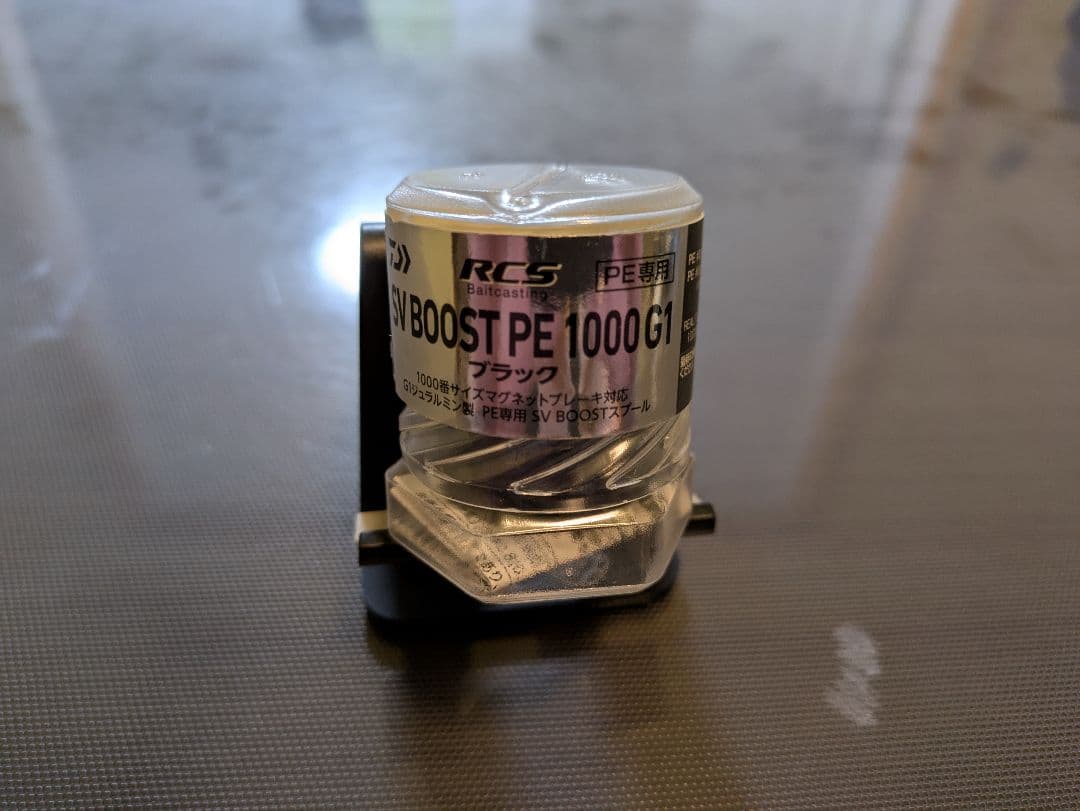 RCS
Baitcasting
PE専用
SV BOOST PE 1000 G1
ブラック
1000番サイズマグネットブレーキ対応
G1ジュラルミン製 PE専用 SV BOOSTスプール
PE
PE